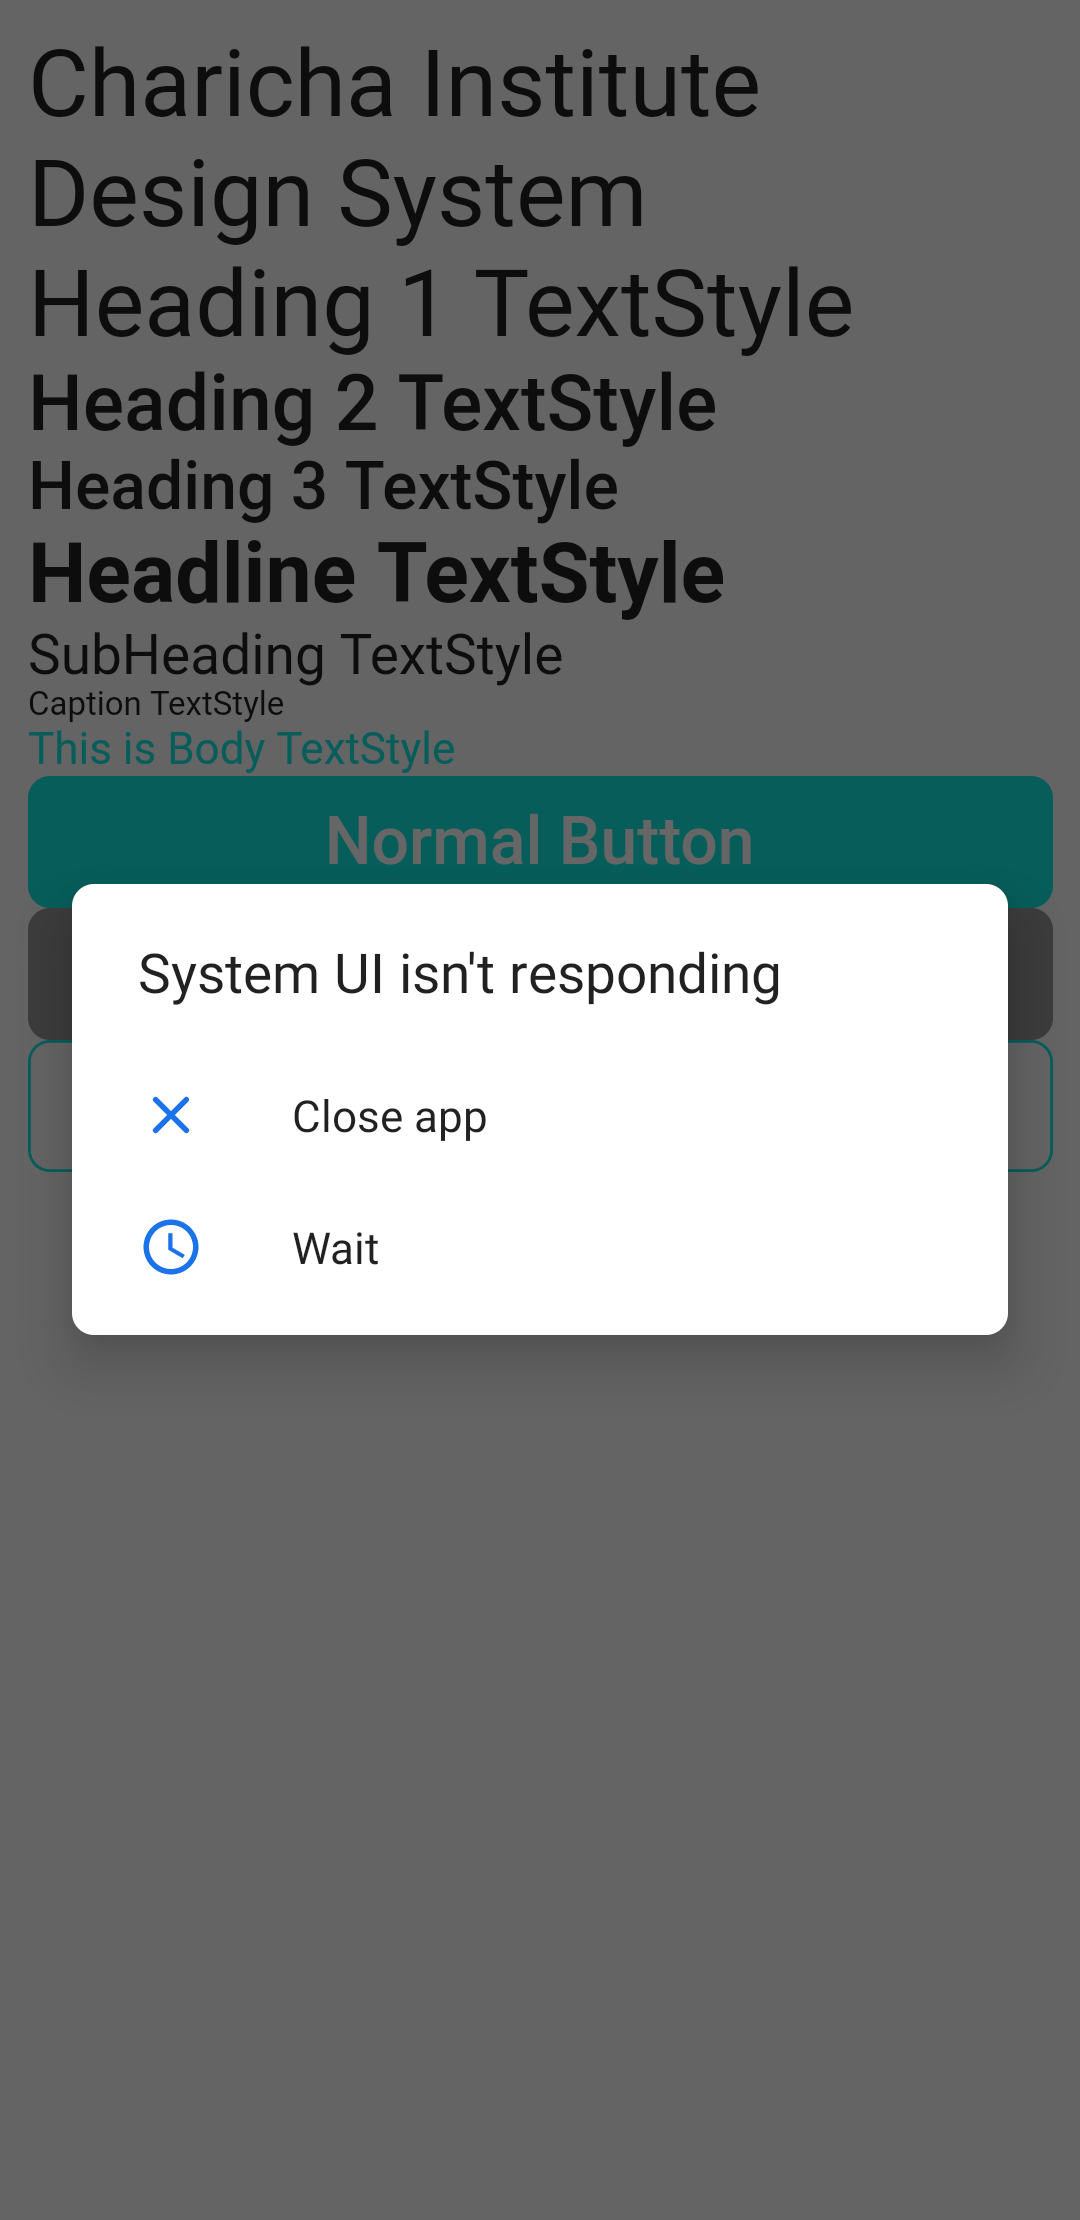 Charicha Institute
Design System
Heading 1 TextStyle
Heading 2 TextStyle
Heading 3 TextStyle
Headline TextStyle
SubHeading TextStyle
Caption TextStyle
This is Body TextStyle
Normal Button
System UI isn't responding
Close app
Wait